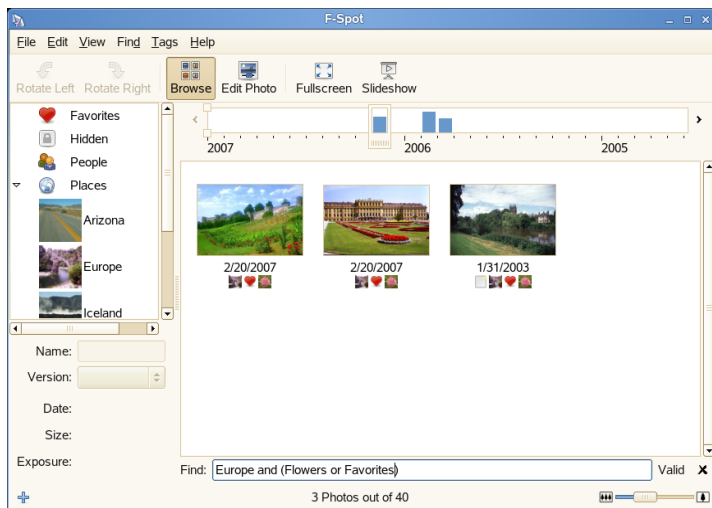 F-Spot
File Edit View Find Tags Help
Rotate Left Rotate Right Browse Edit Photo Fullscreen Slideshow
Favorites
Hidden
People
Places
Arizona
Europe
Iceland
2007 2006 2005
2/20/2007 2/20/2007 1/31/2003
Name:
Version:
Date:
Size:
Exposure:
Find: Europe and (Flowers or Favorites) Valid
3 Photos out of 40